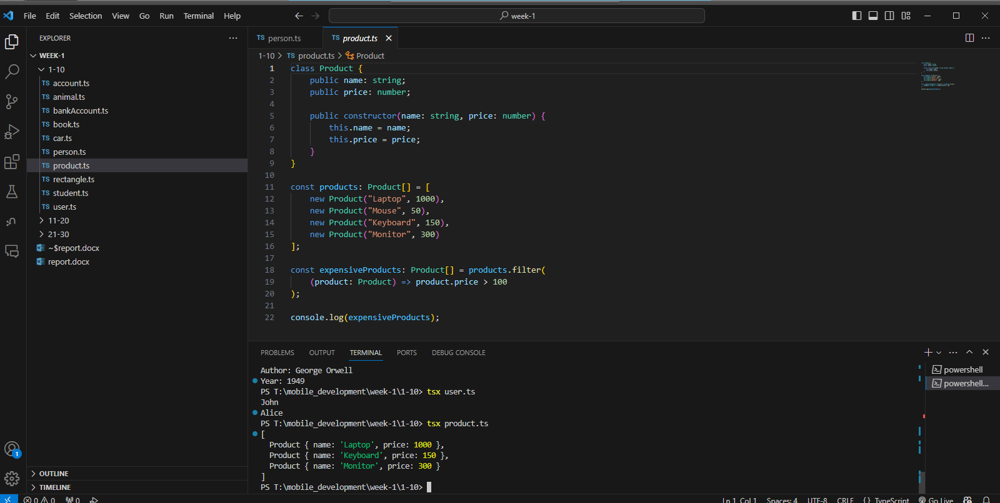 File Edit Selection View Go Run Terminal Help
week-1
EXPLORER
WEEK-1
1-10
TS account.ts
TS animal.ts
TS bankAccount.ts
TS book.ts
TS car.ts
TS person.ts
TS product.ts
TS rectangle.ts
TS student.ts
TS user.ts
11-20
21-30
~$report.docx
report.docx
OUTLINE
TIMELINE
1
TS person.ts
TS product.ts
1-10 > TS product.ts > Product
1 class Product {
2 public name: string;
3 public price: number;
4
5 public constructor(name: string, price: number) {
6 this.name = name;
7 this.price = price;
8 }
9 }
10
11 const products: Product[] = [
12 new Product("Laptop", 1000),
13 new Product("Mouse", 50),
14 new Product("Keyboard", 150),
15 new Product("Monitor", 300)
16 ];
17
18 const expensiveProducts: Product[] = products.filter(
19 (product: Product) => product.price > 100
20 );
21
22 console.log(expensiveProducts);
PROBLEMS OUTPUT TERMINAL PORTS DEBUG CONSOLE
Author: George Orwell
Year: 1949
PS T:\mobile_development\week-1\1-10> tsx user.ts
John
Alice
PS T:\mobile_development\week-1\1-10> tsx product.ts
[
Product { name: 'Laptop', price: 1000 },
Product { name: 'Keyboard', price: 150 },
Product { name: 'Monitor', price: 300 }
]
PS T:\mobile_development\week-1\1-10>
powershell
powershell...
0 0 0
Ln 1, Col 1 Spaces: 4 UTF-8 CRLF {} TypeScript Go Live